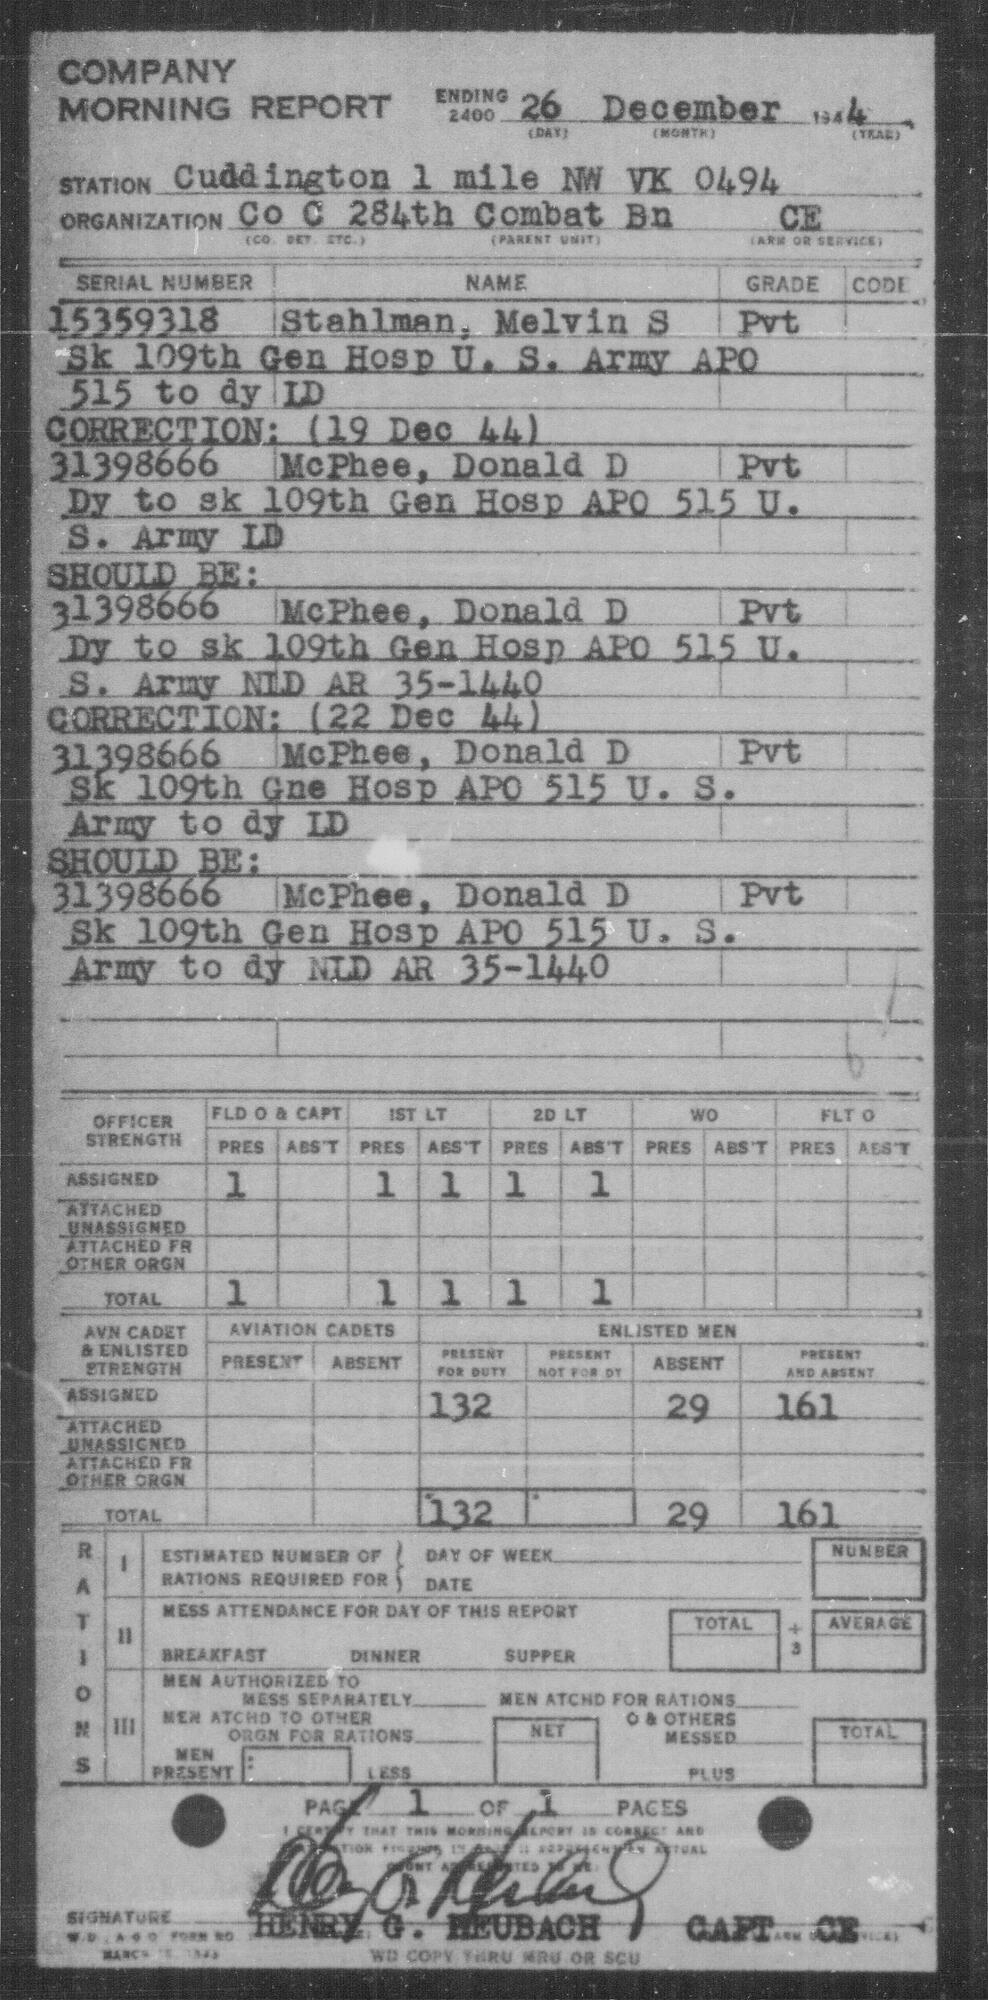 COMPANY
MORNING REPORT ENDING 2400 26 December 1944
(DAY) (MONTH) (YEAR)
STATION Cuddington 1 mile NW VK 0494
ORGANIZATION Co C 284th Combat Bn CE
(CO. DET. ETC.) (PARENT UNIT) (ARM OR SERVICE)
SERIAL NUMBER NAME GRADE CODE
15359318 Stahlman, Melvin S Pvt
Sk 109th Gen Hosp U. S. Army APO
515 to dy LD
CORRECTION: (19 Dec 44)
31398666 McPhee, Donald D Pvt
Dy to sk 109th Gen Hosp APO 515 U.
S. Army LD
SHOULD BE:
31398666 McPhee, Donald D Pvt
Dy to sk 109th Gen Hosp APO 515 U.
S. Army NLD AR 35-1440
CORRECTION: (22 Dec 44)
31398666 McPhee, Donald D Pvt
Sk 109th Gne Hosp APO 515 U. S.
Army to dy LD
SHOULD BE:
31398666 McPhee, Donald D Pvt
Sk 109th Gen Hosp APO 515 U. S.
Army to dy NLD AR 35-1440
OFFICER STRENGTH FLD O & CAPT 1ST LT 2D LT WO FLT O
PRES ABS'T PRES ABS'T PRES ABS'T PRES ABS'T PRES ABS'T
ASSIGNED 1 1 1 1 1
ATTACHED UNASSIGNED
ATTACHED FR OTHER ORGN
TOTAL 1 1 1 1 1
AVN CADET & ENLISTED STRENGTH AVIATION CADETS ENLISTED MEN
PRESENT ABSENT PRESENT FOR DUTY PRESENT NOT FOR DY ABSENT PRESENT AND ABSENT
ASSIGNED 132 29 161
ATTACHED UNASSIGNED
ATTACHED FR OTHER ORGN
TOTAL 132 29 161
RATIONS
I ESTIMATED NUMBER OF RATIONS REQUIRED FOR DAY OF WEEK DATE NUMBER
II MESS ATTENDANCE FOR DAY OF THIS REPORT TOTAL ÷ 3 AVERAGE
BREAKFAST DINNER SUPPER
III MEN AUTHORIZED TO MESS SEPARATELY MEN ATCHD FOR RATIONS
MEN ATCHD TO OTHER ORGN FOR RATIONS NET O & OTHERS MESSED TOTAL
MEN PRESENT LESS PLUS
PAGE 1 OF 1 PAGES
I CERTIFY THAT THIS MORNING REPORT IS CORRECT AND
SIGNATURE HENRY G. HEUBACH CAPT CE
W.D., A.G.O. FORM NO.
WD COPY THRU MRU OR SCU